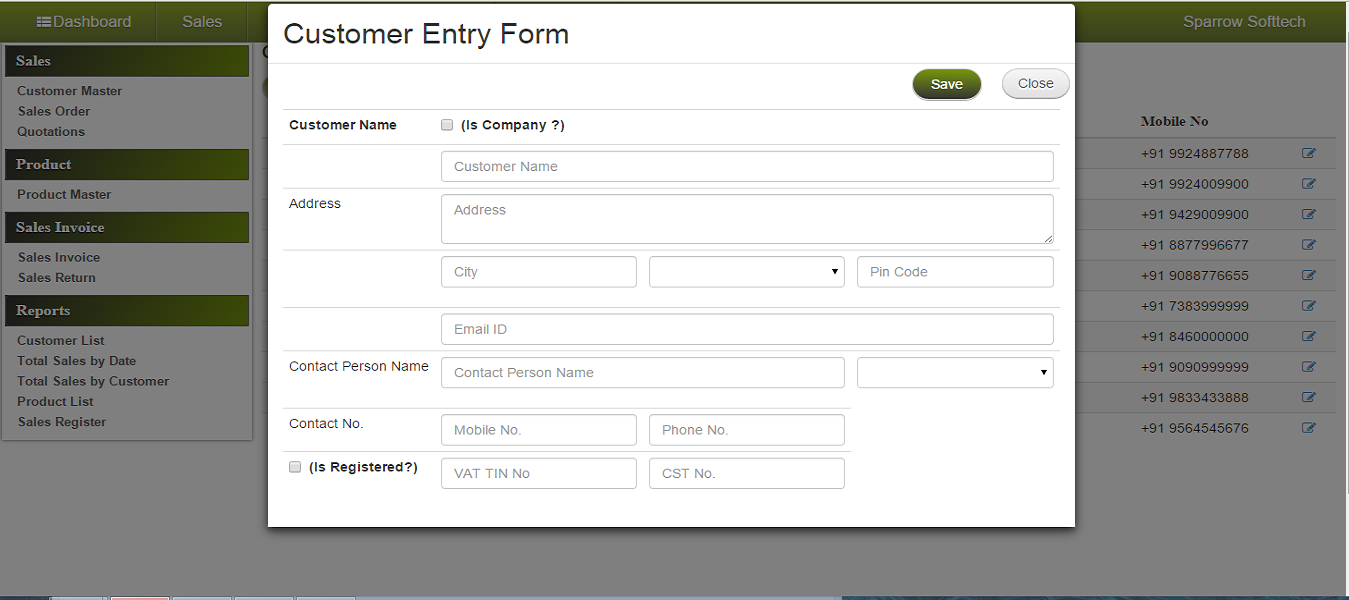 Dashboard Sales Sparrow Softtech
Customer Entry Form
Save Close
Sales
Customer Master
Sales Order
Quotations
Product
Product Master
Sales Invoice
Sales Invoice
Sales Return
Reports
Customer List
Total Sales by Date
Total Sales by Customer
Product List
Sales Register
Customer Name (Is Company ?)
Customer Name
Address Address
City Pin Code
Email ID
Contact Person Name Contact Person Name
Contact No. Mobile No. Phone No.
(Is Registered?) VAT TIN No CST No.
Mobile No
+91 9924887788
+91 9924009900
+91 9429009900
+91 8877996677
+91 9088776655
+91 7383999999
+91 8460000000
+91 9090999999
+91 9833433888
+91 9564545676